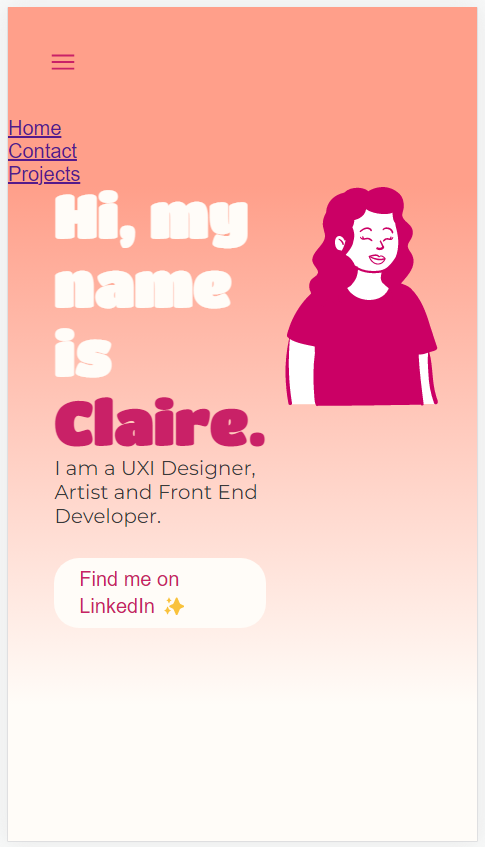 Home
Contact
Projects
Hi, my
name
is
Claire.
I am a UXI Designer,
Artist and Front End
Developer.
Find me on
LinkedIn ✨